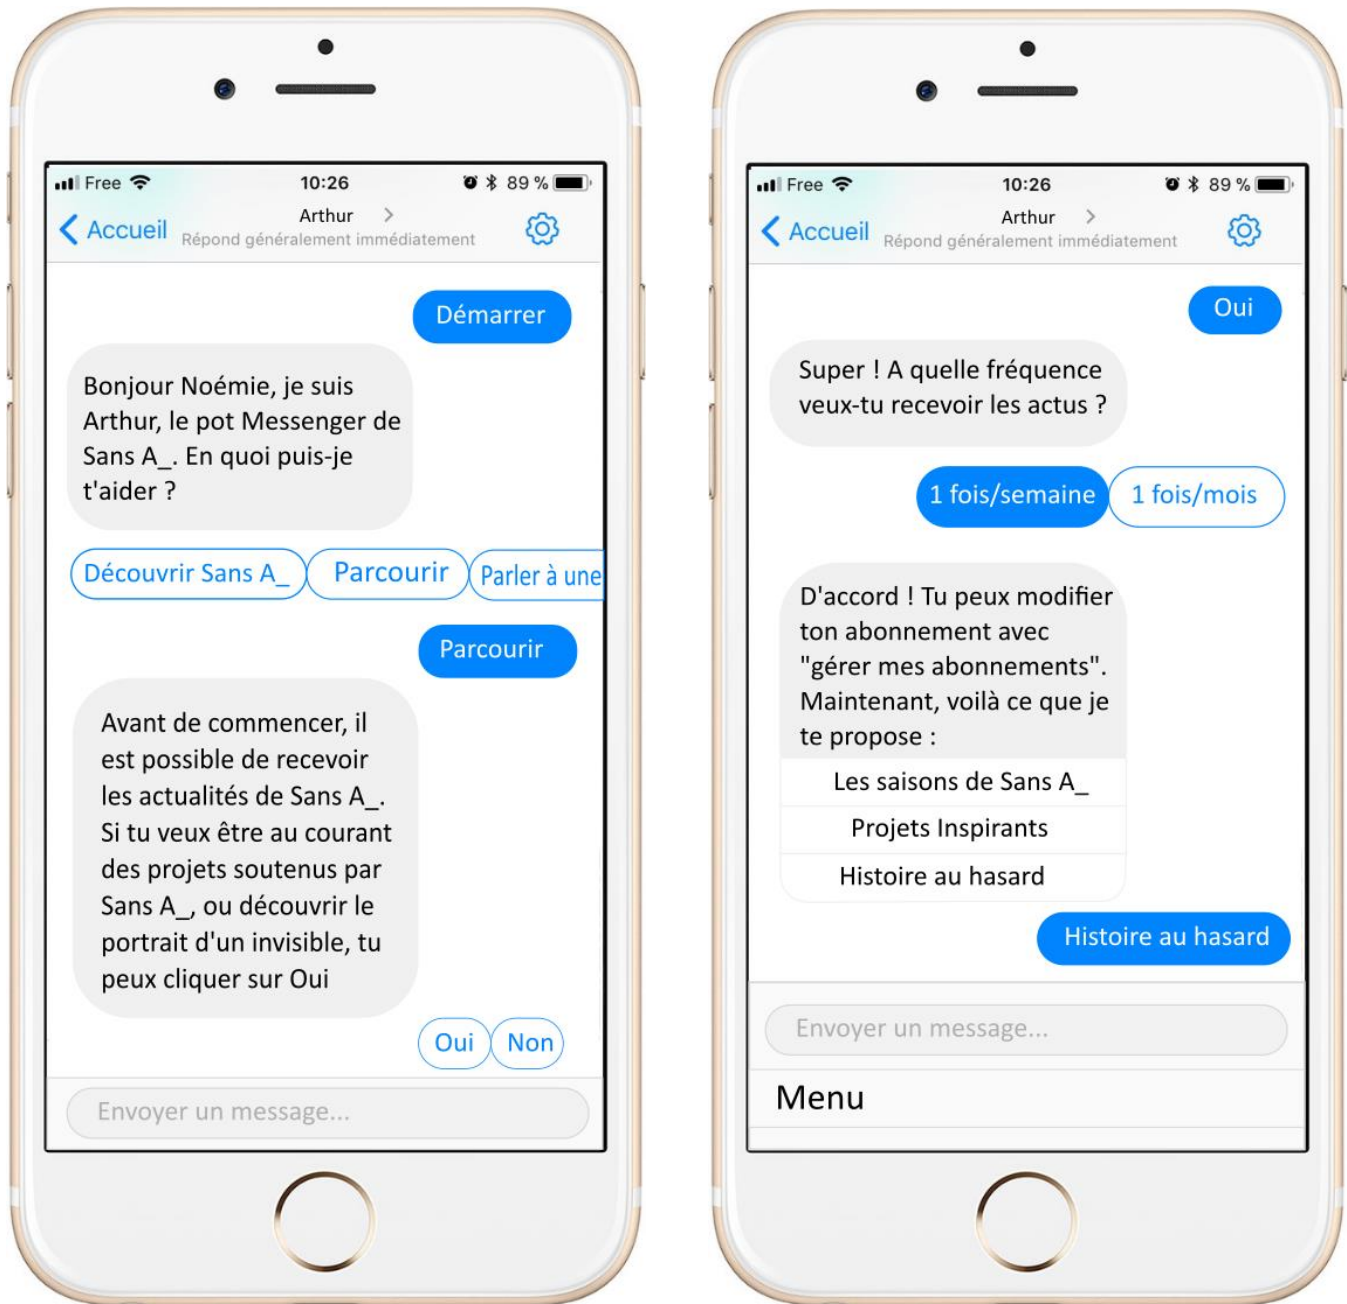 Free
10:26
89 %
Accueil
Arthur
Répond généralement immédiatement
Démarrer
Bonjour Noémie, je suis
Arthur, le pot Messenger de
Sans A_. En quoi puis-je
t'aider ?
Découvrir Sans A_
Parcourir
Parler à une
Parcourir
Avant de commencer, il
est possible de recevoir
les actualités de Sans A_.
Si tu veux être au courant
des projets soutenus par
Sans A_, ou découvrir le
portrait d'un invisible, tu
peux cliquer sur Oui
Oui
Non
Envoyer un message...
Free
10:26
89 %
Accueil
Arthur
Répond généralement immédiatement
Oui
Super ! A quelle fréquence
veux-tu recevoir les actus ?
1 fois/semaine
1 fois/mois
D'accord ! Tu peux modifier
ton abonnement avec
"gérer mes abonnements".
Maintenant, voilà ce que je
te propose :
Les saisons de Sans A_
Projets Inspirants
Histoire au hasard
Histoire au hasard
Envoyer un message...
Menu